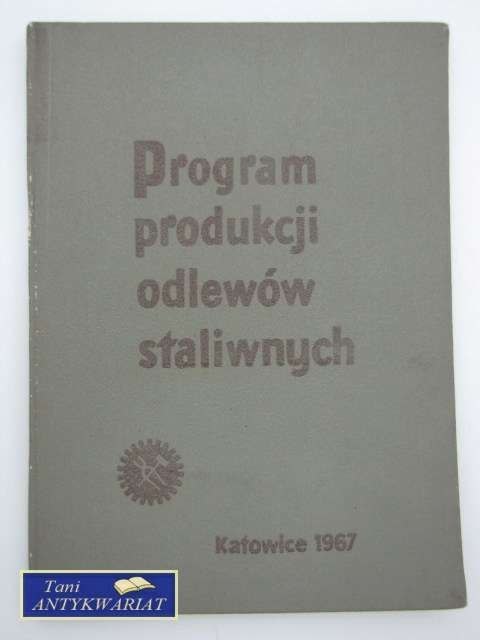 Program
produkcji
odlewów
staliwnych
Katowice 1967
Tani
ANTYKWARIAT